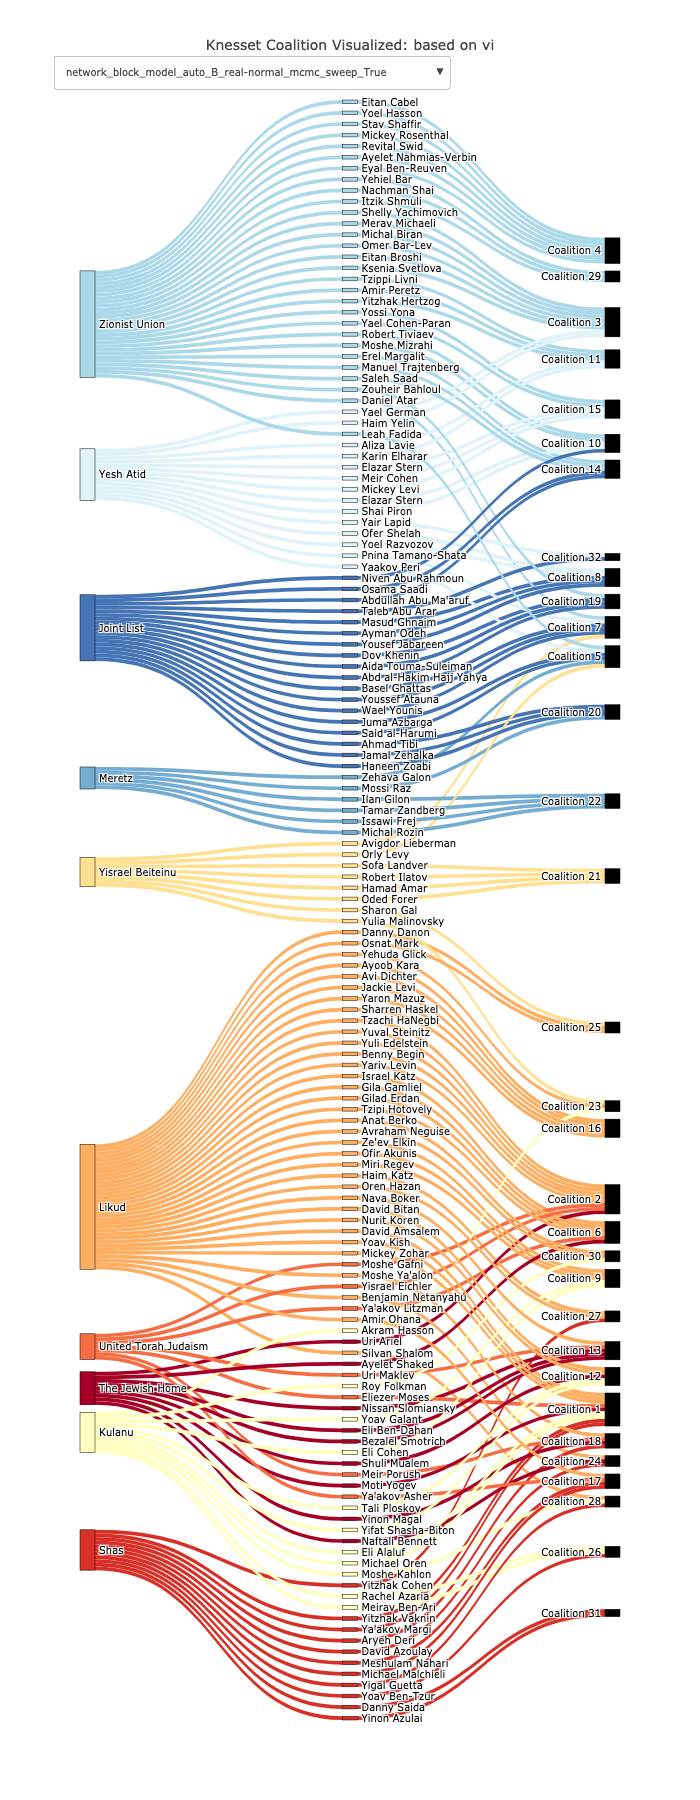 Knesset Coalition Visualized: based on vi
network_block_model_auto_B_real-normal_mcmc_sweep_True ▼
Zionist Union
Yesh Atid
Joint List
Meretz
Yisrael Beiteinu
Likud
United Torah Judaism
The Jewish Home
Kulanu
Shas
Eitan Cabel
Yoel Hasson
Stav Shaffir
Mickey Rosenthal
Revital Swid
Ayelet Nahmias-Verbin
Eyal Ben-Reuven
Yehiel Bar
Nachman Shai
Itzik Shmuli
Shelly Yachimovich
Merav Michaeli
Michal Biran
Omer Bar-Lev
Eitan Broshi
Ksenia Svetlova
Tzippi Livni
Amir Peretz
Yitzhak Hertzog
Yossi Yona
Yael Cohen-Paran
Robert Tiviaev
Moshe Mizrahi
Erel Margalit
Manuel Trajtenberg
Saleh Saad
Zouheir Bahloul
Daniel Atar
Yael German
Haim Yelin
Leah Fadida
Aliza Lavie
Karin Elharar
Elazar Stern
Meir Cohen
Mickey Levi
Elazar Stern
Shai Piron
Yair Lapid
Ofer Shelah
Yoel Razvozov
Pnina Tamano-Shata
Yaakov Peri
Niven Abu Rahmoun
Osama Saadi
Abdullah Abu Ma'aruf
Taleb Abu Arar
Masud Ghnaim
Ayman Odeh
Yousef Jabareen
Dov Khenin
Aida Touma-Suleiman
Abd al-Hakim Hajj Yahya
Basel Ghattas
Youssef Atauna
Wael Younis
Juma Azbarga
Said al-Harumi
Ahmad Tibi
Jamal Zehalka
Haneen Zoabi
Zehava Galon
Mossi Raz
Ilan Gilon
Tamar Zandberg
Issawi Frej
Michal Rozin
Avigdor Lieberman
Orly Levy
Sofa Landver
Robert Ilatov
Hamad Amar
Oded Forer
Sharon Gal
Yulia Malinovsky
Danny Danon
Osnat Mark
Yehuda Glick
Ayoob Kara
Avi Dichter
Jackie Levi
Yaron Mazuz
Sharren Haskel
Tzachi HaNegbi
Yuval Steinitz
Yuli Edelstein
Benny Begin
Yariv Levin
Israel Katz
Gila Gamliel
Gilad Erdan
Tzipi Hotovely
Anat Berko
Avraham Neguise
Ze'ev Elkin
Ofir Akunis
Miri Regev
Haim Katz
Oren Hazan
Nava Boker
David Bitan
Nurit Koren
David Amsalem
Yoav Kish
Mickey Zohar
Moshe Gafni
Moshe Ya'alon
Yisrael Eichler
Benjamin Netanyahu
Ya'akov Litzman
Amir Ohana
Akram Hasson
Uri Ariel
Silvan Shalom
Ayelet Shaked
Uri Maklev
Roy Folkman
Eliezer Moses
Nissan Slomiansky
Yoav Galant
Eli Ben-Dahan
Bezalel Smotrich
Eli Cohen
Shuli Mualem
Meir Porush
Moti Yogev
Ya'akov Asher
Tali Ploskov
Yinon Magal
Yifat Shasha-Biton
Naftali Bennett
Eli Alaluf
Michael Oren
Moshe Kahlon
Yitzhak Cohen
Rachel Azaria
Meirav Ben-Ari
Yitzhak Vaknin
Ya'akov Margi
Aryeh Deri
David Azoulay
Meshulam Nahari
Michael Malchieli
Yigal Guetta
Yoav Ben-Tzur
Danny Saida
Yinon Azulai
Coalition 4
Coalition 29
Coalition 3
Coalition 11
Coalition 15
Coalition 10
Coalition 14
Coalition 32
Coalition 8
Coalition 19
Coalition 7
Coalition 5
Coalition 20
Coalition 22
Coalition 21
Coalition 25
Coalition 23
Coalition 16
Coalition 2
Coalition 6
Coalition 30
Coalition 9
Coalition 27
Coalition 13
Coalition 12
Coalition 1
Coalition 18
Coalition 24
Coalition 17
Coalition 28
Coalition 26
Coalition 31